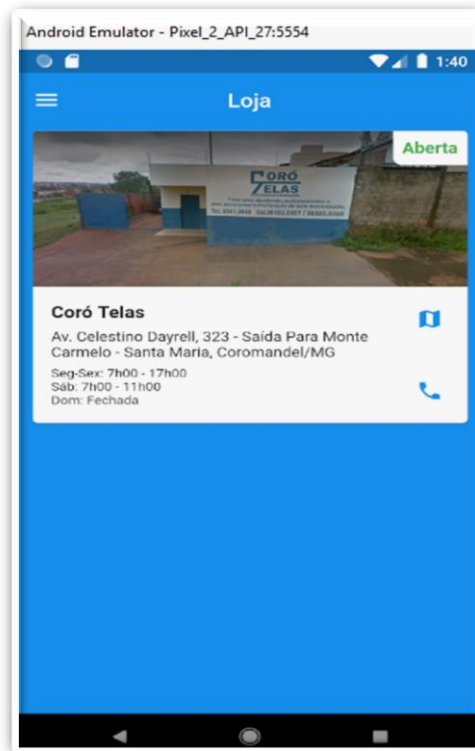 Android Emulator - Pixel_2_API_27:5554
1:40
Loja
Aberta
CORÓ
TELAS
Coró Telas
Av. Celestino Dayrell, 323 - Saída Para Monte
Carmelo - Santa Maria, Coromandel/MG
Seg-Sex: 7h00 - 17h00
Sáb: 7h00 - 11h00
Dom: Fechada